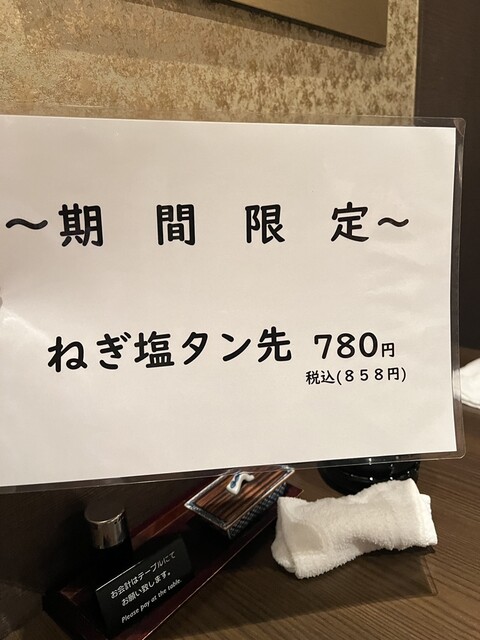 ～期間限定～
ねぎ塩タン先 780円
税込(858円)
お会計はテーブルにて
お願い致します。
Please pay at the table.